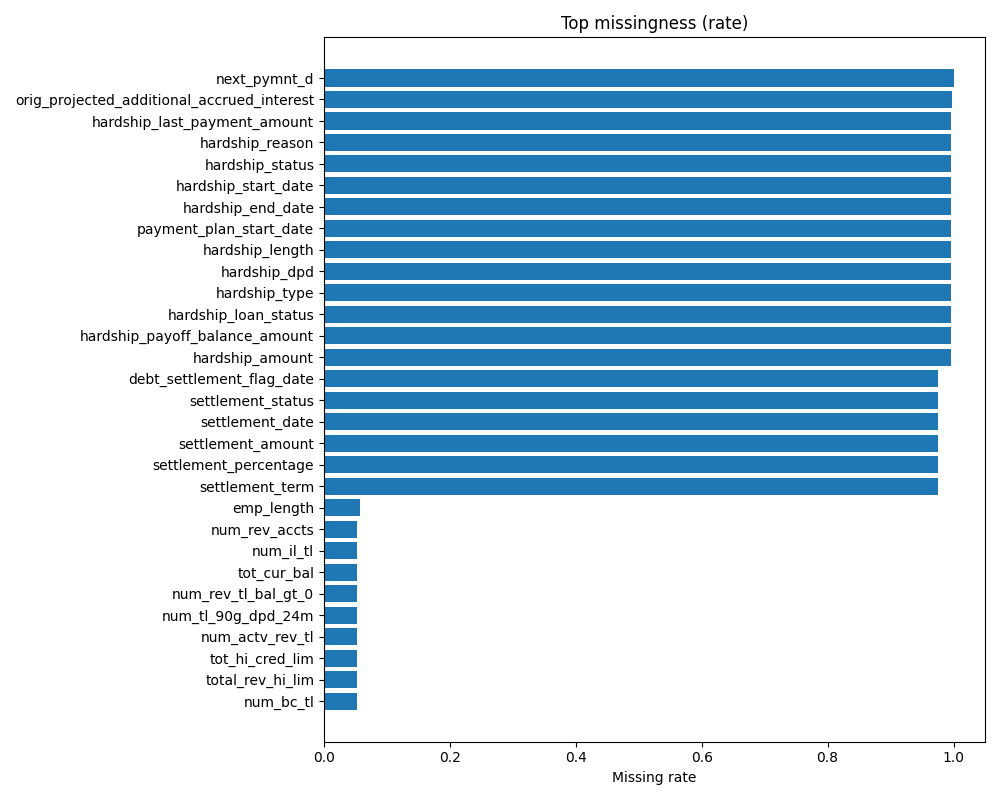 Top missingness (rate)
next_pymnt_d
orig_projected_additional_accrued_interest
hardship_last_payment_amount
hardship_reason
hardship_status
hardship_start_date
hardship_end_date
payment_plan_start_date
hardship_length
hardship_dpd
hardship_type
hardship_loan_status
hardship_payoff_balance_amount
hardship_amount
debt_settlement_flag_date
settlement_status
settlement_date
settlement_amount
settlement_percentage
settlement_term
emp_length
num_rev_accts
num_il_tl
tot_cur_bal
num_rev_tl_bal_gt_0
num_tl_90g_dpd_24m
num_actv_rev_tl
tot_hi_cred_lim
total_rev_hi_lim
num_bc_tl
0.0 0.2 0.4 0.6 0.8 1.0
Missing rate